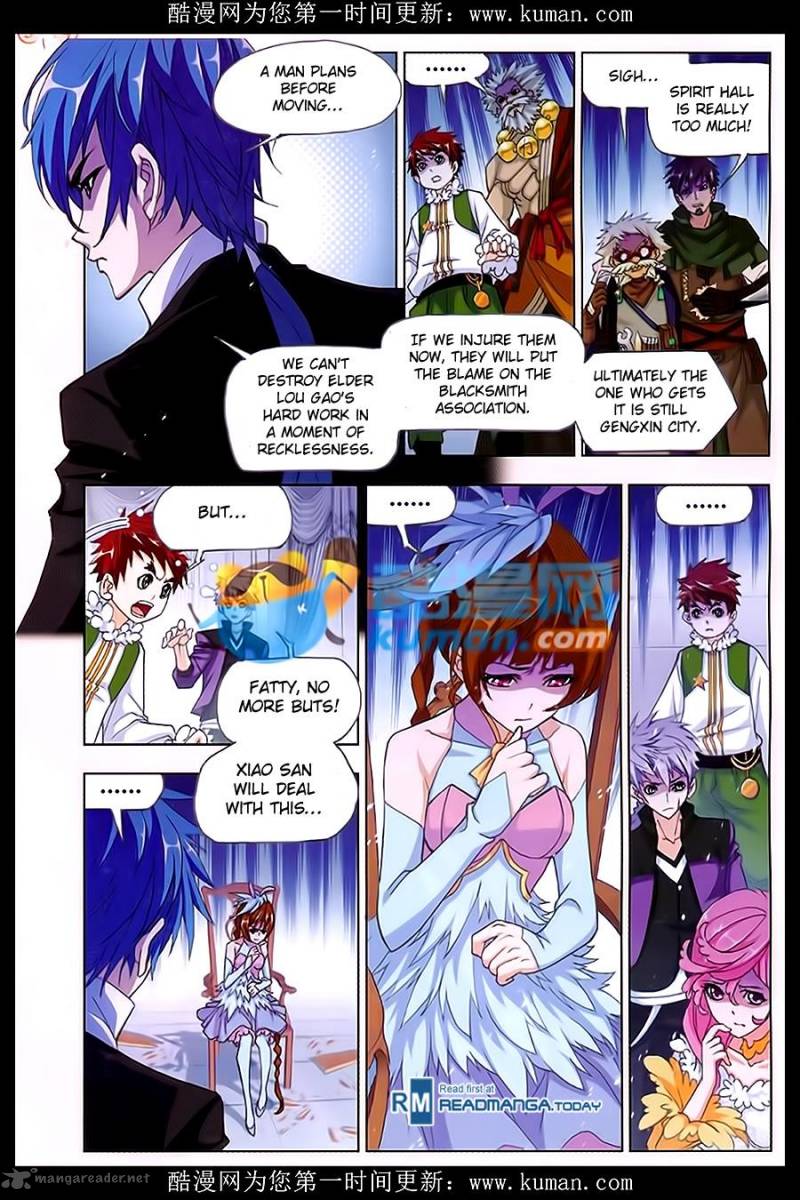 酷漫网为您第一时间更新：www.kuman.com
A MAN PLANS
BEFORE
MOVING...
WE CAN'T
DESTROY ELDER
LOU GAO'S
HARD WORK IN
A MOMENT OF
RECKLESSNESS.
......
IF WE INJURE THEM
NOW, THEY WILL PUT
THE BLAME ON THE
BLACKSMITH
ASSOCIATION.
SIGH...
SPIRIT HALL
IS REALLY
TOO MUCH!
ULTIMATELY THE
ONE WHO GETS
IT IS STILL
GENGXIN CITY.
BUT...
FATTY, NO
MORE BUTS!
XIAO SAN
WILL DEAL
WITH THIS...
......
......
......
酷漫网
kuman.com
RM
Read first at
READMANGA.TODAY
mangareader.net
酷漫网为您第一时间更新：www.kuman.com